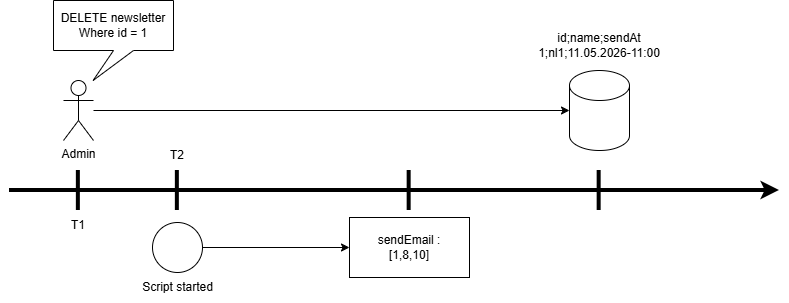 DELETE newsletter
Where id = 1
id;name;sendAt
1;nl1;11.05.2026-11:00
Admin
T2
T1
sendEmail :
[1,8,10]
Script started